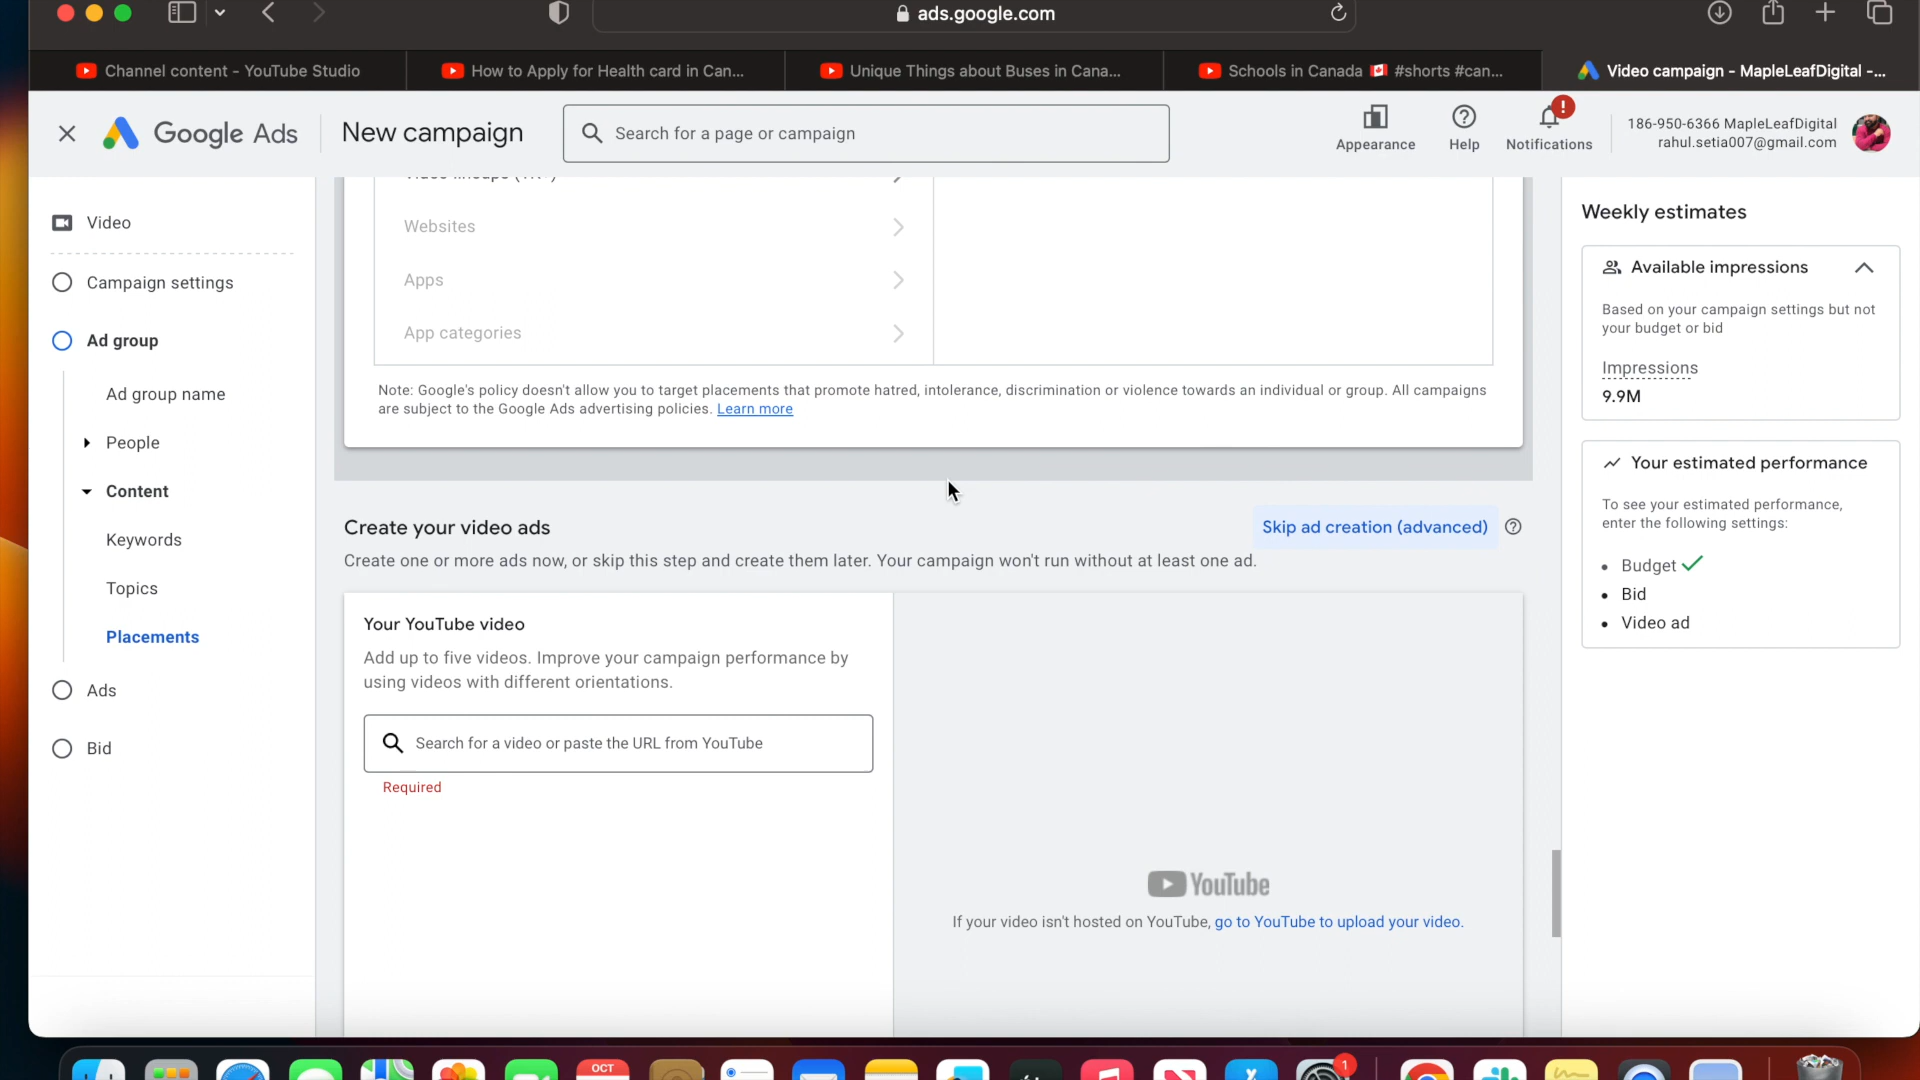 ads.google.com
Channel content - YouTube Studio
How to Apply for Health card in Can...
Unique Things about Buses in Cana...
Schools in Canada 🇨🇦 #shorts #can...
Video campaign - MapleLeafDigital -...
Google Ads
New campaign
Search for a page or campaign
Appearance
Help
!
Notifications
186-950-6366 MapleLeafDigital
rahul.setia007@gmail.com
Video
Campaign settings
Ad group
Ad group name
People
Content
Keywords
Topics
Placements
Ads
Bid
Websites
Apps
App categories
Note: Google's policy doesn't allow you to target placements that promote hatred, intolerance, discrimination or violence towards an individual or group. All campaigns
are subject to the Google Ads advertising policies. Learn more
Create your video ads
Skip ad creation (advanced)
Create one or more ads now, or skip this step and create them later. Your campaign won't run without at least one ad.
Your YouTube video
Add up to five videos. Improve your campaign performance by
using videos with different orientations.
Search for a video or paste the URL from YouTube
Required
YouTube
If your video isn't hosted on YouTube, go to YouTube to upload your video.
Weekly estimates
Available impressions
Based on your campaign settings but not
your budget or bid
Impressions
9.9M
Your estimated performance
To see your estimated performance,
enter the following settings:
• Budget
• Bid
• Video ad
OCT
1